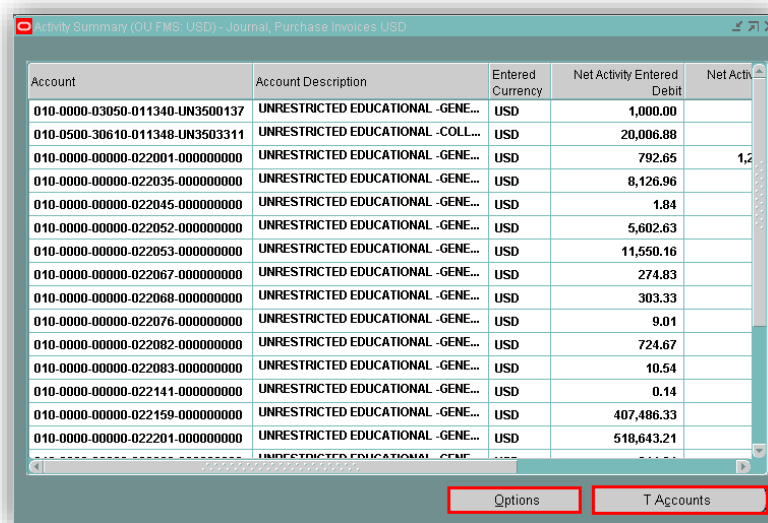 Activity Summary (OU FMS: USD) - Journal, Purchase Invoices USD
Account Account Description Entered Currency Net Activity Entered Debit Net Activ
010-0000-03050-011340-UN3500137 UNRESTRICTED EDUCATIONAL -GENE... USD 1,000.00
010-0500-30610-011348-UN3503311 UNRESTRICTED EDUCATIONAL -COLL... USD 20,006.88
010-0000-00000-022001-000000000 UNRESTRICTED EDUCATIONAL -GENE... USD 792.65 1,2
010-0000-00000-022035-000000000 UNRESTRICTED EDUCATIONAL -GENE... USD 8,126.96
010-0000-00000-022045-000000000 UNRESTRICTED EDUCATIONAL -GENE... USD 1.84
010-0000-00000-022052-000000000 UNRESTRICTED EDUCATIONAL -GENE... USD 5,602.63
010-0000-00000-022053-000000000 UNRESTRICTED EDUCATIONAL -GENE... USD 11,550.16
010-0000-00000-022067-000000000 UNRESTRICTED EDUCATIONAL -GENE... USD 274.83
010-0000-00000-022068-000000000 UNRESTRICTED EDUCATIONAL -GENE... USD 303.33
010-0000-00000-022076-000000000 UNRESTRICTED EDUCATIONAL -GENE... USD 9.01
010-0000-00000-022082-000000000 UNRESTRICTED EDUCATIONAL -GENE... USD 724.67
010-0000-00000-022083-000000000 UNRESTRICTED EDUCATIONAL -GENE... USD 10.54
010-0000-00000-022141-000000000 UNRESTRICTED EDUCATIONAL -GENE... USD 0.14
010-0000-00000-022159-000000000 UNRESTRICTED EDUCATIONAL -GENE... USD 407,486.33
010-0000-00000-022201-000000000 UNRESTRICTED EDUCATIONAL -GENE... USD 518,643.21
UNRESTRICTED EDUCATIONAL -GENE...
Options T Accounts